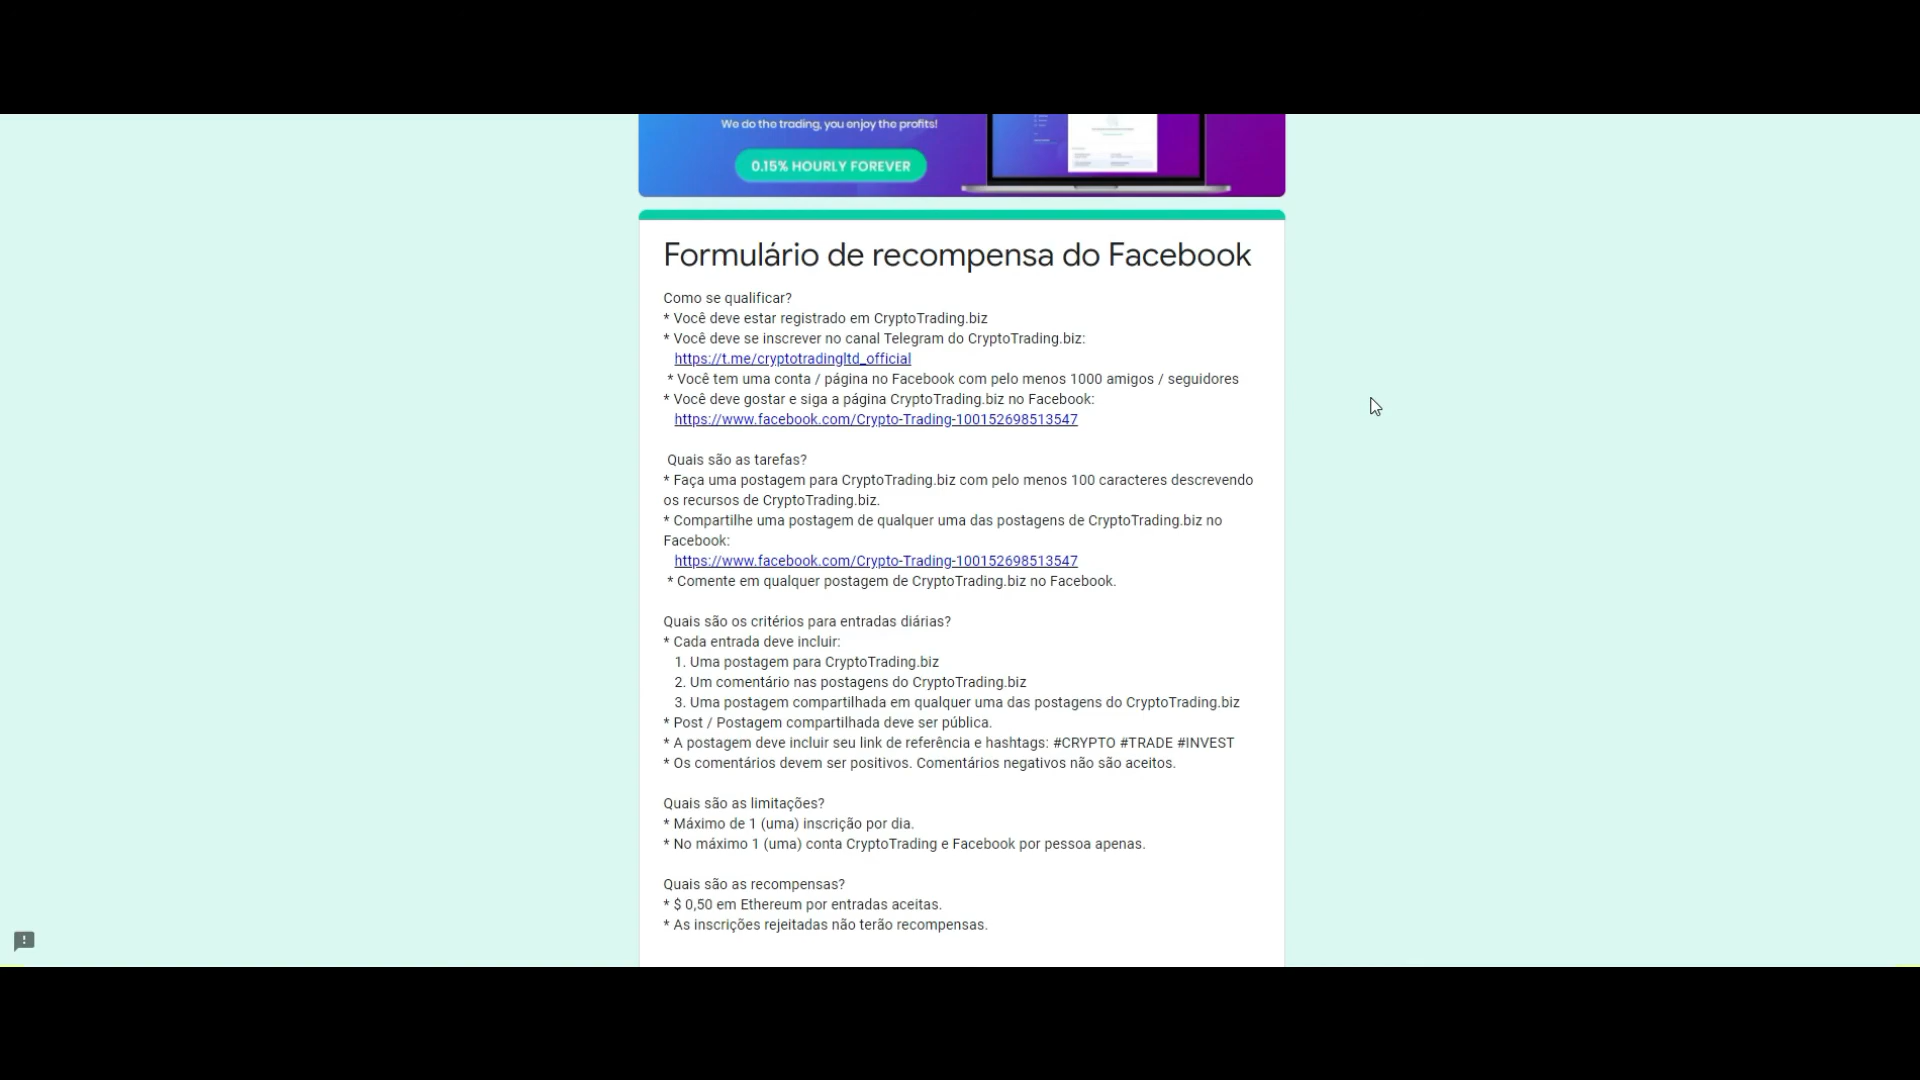 We do the trading, you enjoy the profits!
0.15% HOURLY FOREVER
Formulário de recompensa do Facebook
Como se qualificar?
* Você deve estar registrado em CryptoTrading.biz
* Você deve se inscrever no canal Telegram do CryptoTrading.biz:
https://t.me/cryptotradingltd_official
* Você tem uma conta / página no Facebook com pelo menos 1000 amigos / seguidores
* Você deve gostar e siga a página CryptoTrading.biz no Facebook:
https://www.facebook.com/Crypto-Trading-100152698513547
Quais são as tarefas?
* Faça uma postagem para CryptoTrading.biz com pelo menos 100 caracteres descrevendo
os recursos de CryptoTrading.biz.
* Compartilhe uma postagem de qualquer uma das postagens de CryptoTrading.biz no
Facebook:
https://www.facebook.com/Crypto-Trading-100152698513547
* Comente em qualquer postagem de CryptoTrading.biz no Facebook.
Quais são os critérios para entradas diárias?
* Cada entrada deve incluir:
1. Uma postagem para CryptoTrading.biz
2. Um comentário nas postagens do CryptoTrading.biz
3. Uma postagem compartilhada em qualquer uma das postagens do CryptoTrading.biz
* Post / Postagem compartilhada deve ser pública.
* A postagem deve incluir seu link de referência e hashtags: #CRYPTO #TRADE #INVEST
* Os comentários devem ser positivos. Comentários negativos não são aceitos.
Quais são as limitações?
* Máximo de 1 (uma) inscrição por dia.
* No máximo 1 (uma) conta CryptoTrading e Facebook por pessoa apenas.
Quais são as recompensas?
* $ 0,50 em Ethereum por entradas aceitas.
* As inscrições rejeitadas não terão recompensas.